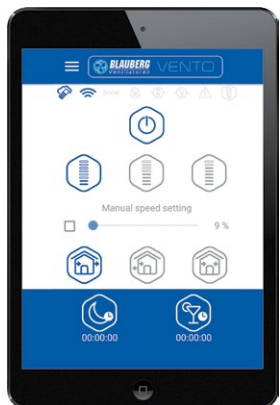 BLAUBERG VENTO
Ventilatoren
Manual speed setting
9 %
00:00:00 00:00:00